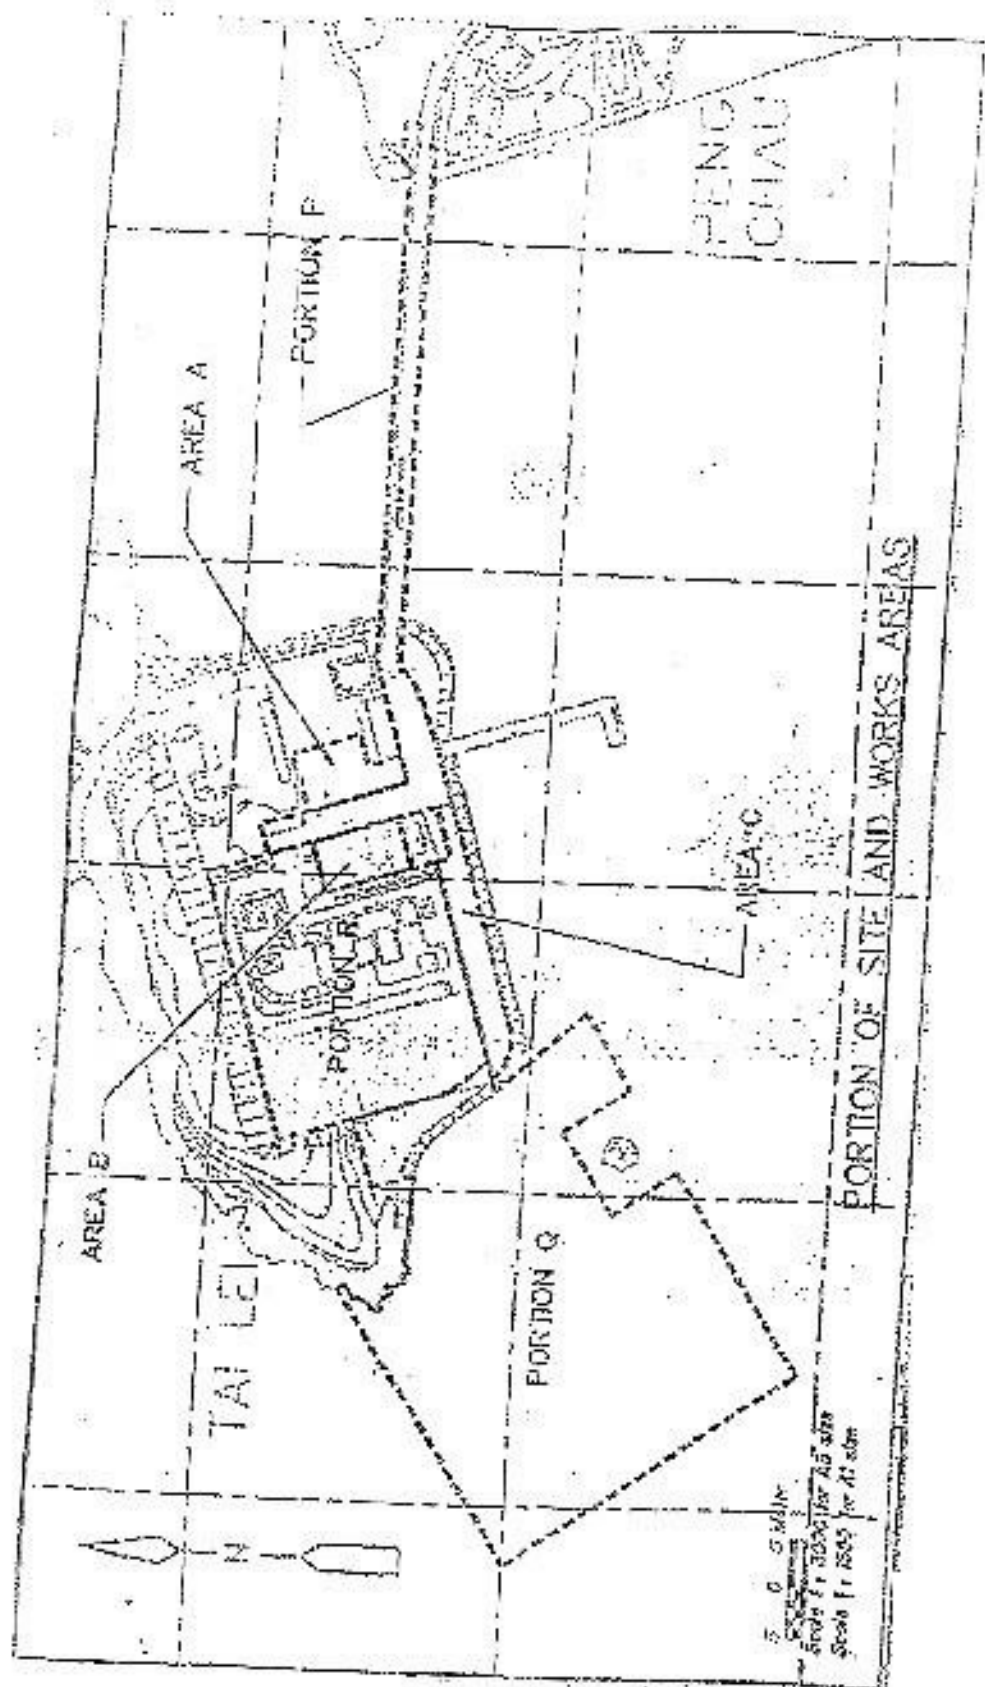 PENG
CHAU
PORTION P
AREA A
AREA B
PORTION R
AREA C
TAI LEI
PORTION Q
N
PORTION OF SITE AND WORKS AREAS